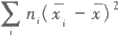 ∑ nᵢ(x̄ᵢ − x̄)²
ᵢ